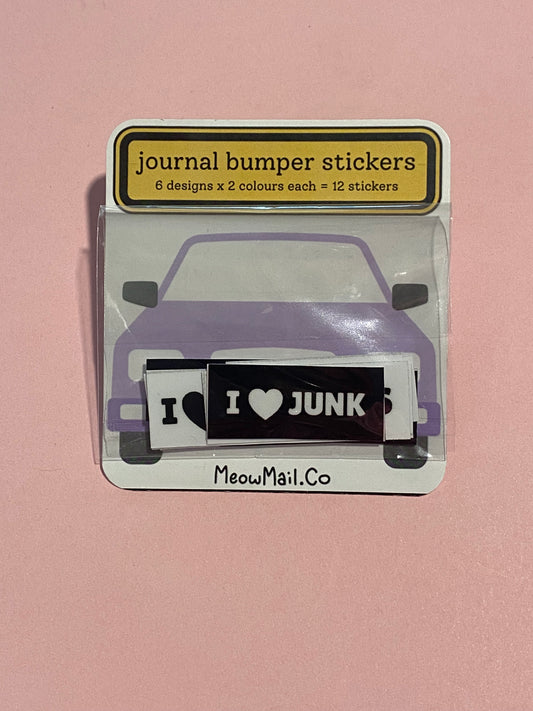 journal bumper stickers
6 designs x 2 colours each = 12 stickers
I ♥
I ♥ JUNK
S
MeowMail.Co